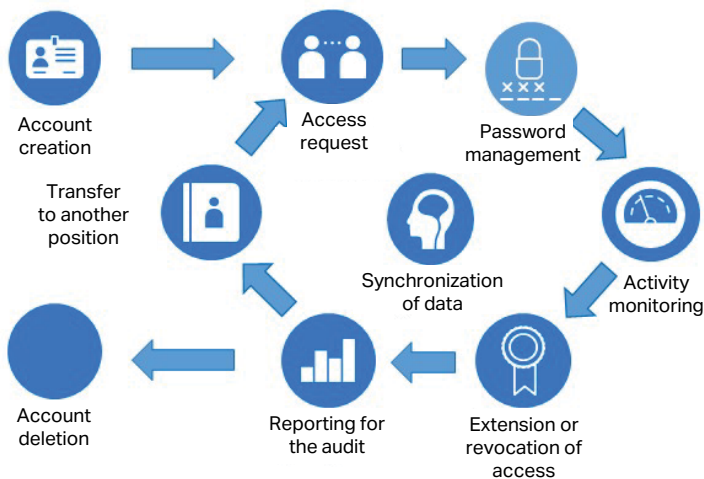 Account
creation
Access
request
Password
management
Transfer
to another
position
Synchronization
of data
Activity
monitoring
Account
deletion
Reporting for
the audit
Extension or
revocation of
access